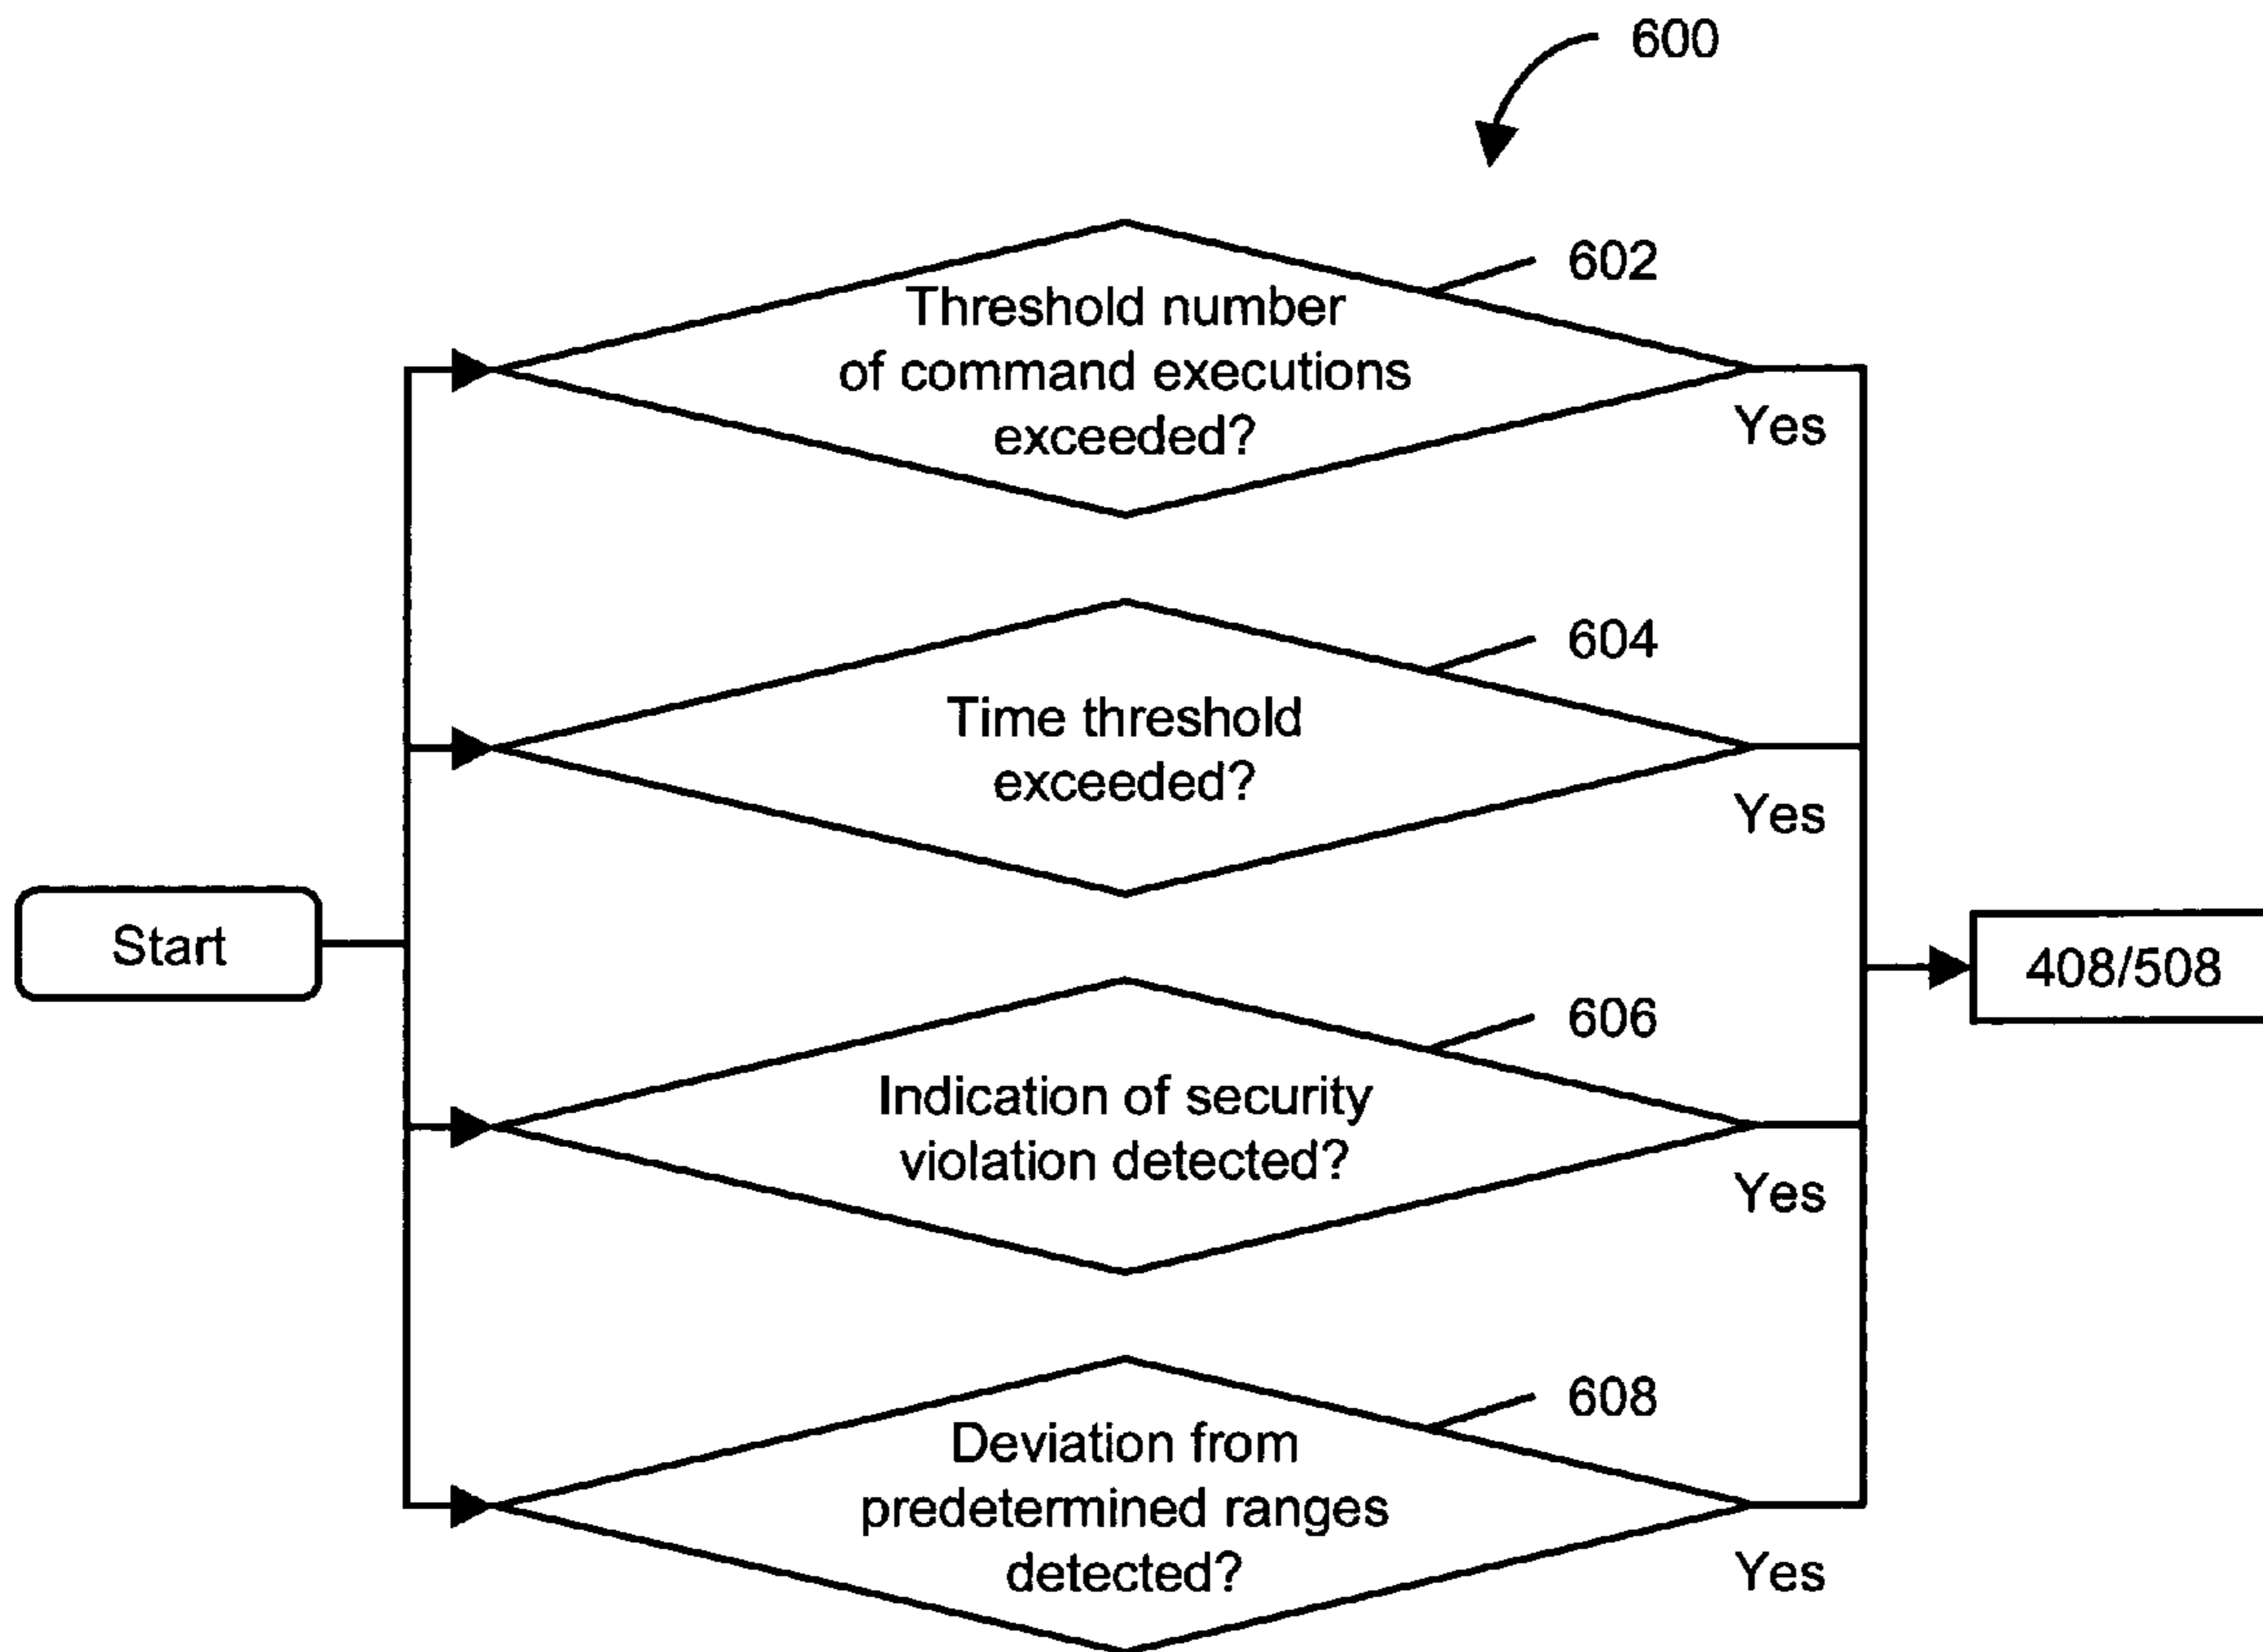 600
602
Threshold number
of command executions
exceeded?
Yes
604
Time threshold
exceeded?
Yes
Start
408/508
606
Indication of security
violation detected?
Yes
608
Deviation from
predetermined ranges
detected?
Yes